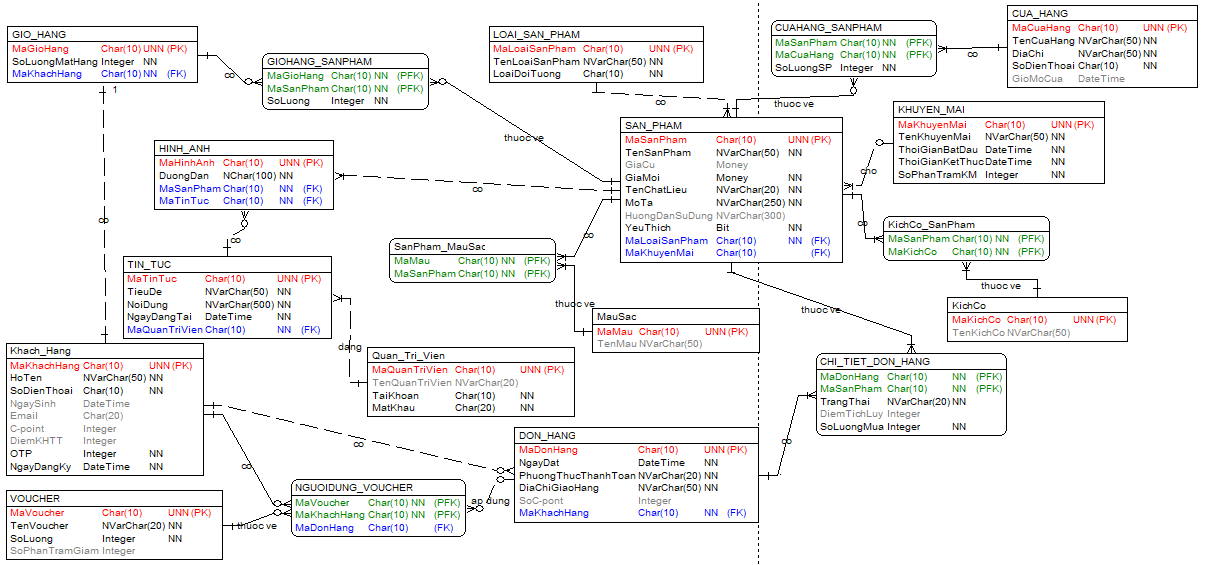 GIO_HANG
MaGioHang Char(10) UNN (PK)
SoLuongMatHang Integer NN
MaKhachHang Char(10) NN (FK)
GIOHANG_SANPHAM
MaGioHang Char(10) NN (PFK)
MaSanPham Char(10) NN (PFK)
SoLuong Integer NN
LOAI_SAN_PHAM
MaLoaiSanPham Char(10) UNN (PK)
TenLoaiSanPham NVarChar(50) NN
LoaiDoiTuong Char(10) NN
CUAHANG_SANPHAM
MaSanPham Char(10) NN (PFK)
MaCuaHang Char(10) NN (PFK)
SoLuongSP Integer NN
CUA_HANG
MaCuaHang Char(10) UNN (PK)
TenCuaHang NVarChar(50) NN
DiaChi NVarChar(50) NN
SoDienThoai Char(10) NN
GioMoCua DateTime
8
8
8
thuoc ve
1
thuoc ve
SAN_PHAM
MaSanPham Char(10) UNN (PK)
TenSanPham NVarChar(50) NN
GiaCu Money
GiaMoi Money NN
TenChatLieu NVarChar(20) NN
MoTa NVarChar(250) NN
HuongDanSuDung NVarChar(300)
YeuThich Bit NN
MaLoaiSanPham Char(10) NN (FK)
MaKhuyenMai Char(10) (FK)
KHUYEN_MAI
MaKhuyenMai Char(10) UNN (PK)
TenKhuyenMai NVarChar(50) NN
ThoiGianBatDau DateTime NN
ThoiGianKetThuc DateTime NN
SoPhanTramKM Integer NN
cho
HINH_ANH
MaHinhAnh Char(10) UNN (PK)
DuongDan NChar(100) NN
MaSanPham Char(10) NN (FK)
MaTinTuc Char(10) NN (FK)
8
8
8
8
8
KichCo_SanPham
MaSanPham Char(10) NN (PFK)
MaKichCo Char(10) NN (PFK)
thuoc ve
KichCo
MaKichCo Char(10) UNN (PK)
TenKichCo NVarChar(50)
SanPham_MauSac
MaMau Char(10) NN (PFK)
MaSanPham Char(10) NN (PFK)
thuoc ve
MauSac
MaMau Char(10) UNN (PK)
TenMau NVarChar(50)
TIN_TUC
MaTinTuc Char(10) UNN (PK)
TieuDe NVarChar(50) NN
NoiDung NVarChar(500) NN
NgayDangTai DateTime NN
MaQuanTriVien Char(10) NN (FK)
dang
thuoc ve
Quan_Tri_Vien
MaQuanTriVien Char(10) UNN (PK)
TenQuanTriVien NVarChar(20)
TaiKhoan Char(10) NN
MatKhau Char(20) NN
Khach_Hang
MaKhachHang Char(10) UNN (PK)
HoTen NVarChar(50) NN
SoDienThoai Char(10) NN
NgaySinh DateTime
Email Char(20)
C-point Integer
DiemKHTT Integer
OTP Integer NN
NgayDangKy DateTime NN
CHI_TIET_DON_HANG
MaDonHang Char(10) NN (PFK)
MaSanPham Char(10) NN (PFK)
TrangThai NVarChar(20) NN
DiemTichLuy Integer
SoLuongMua Integer NN
8
8
8
DON_HANG
MaDonHang Char(10) UNN (PK)
NgayDat DateTime NN
PhuongThucThanhToan NVarChar(20) NN
DiaChiGiaoHang NVarChar(50) NN
SoC-pont Integer
MaKhachHang Char(10) NN (FK)
NGUOIDUNG_VOUCHER
MaVoucher Char(10) NN (PFK)
MaKhachHang Char(10) NN (PFK)
MaDonHang Char(10) (FK)
ap dung
VOUCHER
MaVoucher Char(10) UNN (PK)
TenVoucher NVarChar(20) NN
SoLuong Integer NN
SoPhanTramGiam Integer
thuoc ve